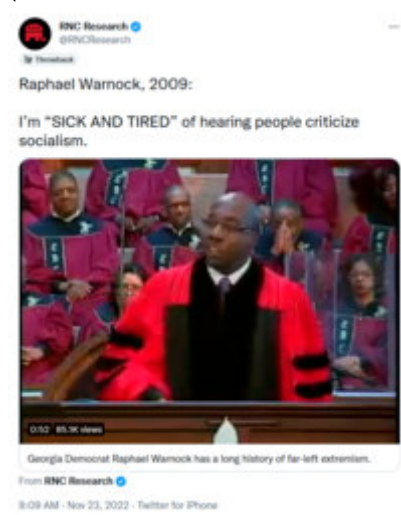 RNC Research
@RNCResearch
Throwback
Raphael Warnock, 2009:
I'm "SICK AND TIRED" of hearing people criticize
socialism.
0:52 85.1K views
Georgia Democrat Raphael Warnock has a long history of far-left extremism.
From RNC Research
9:09 AM · Nov 23, 2022 · Twitter for iPhone